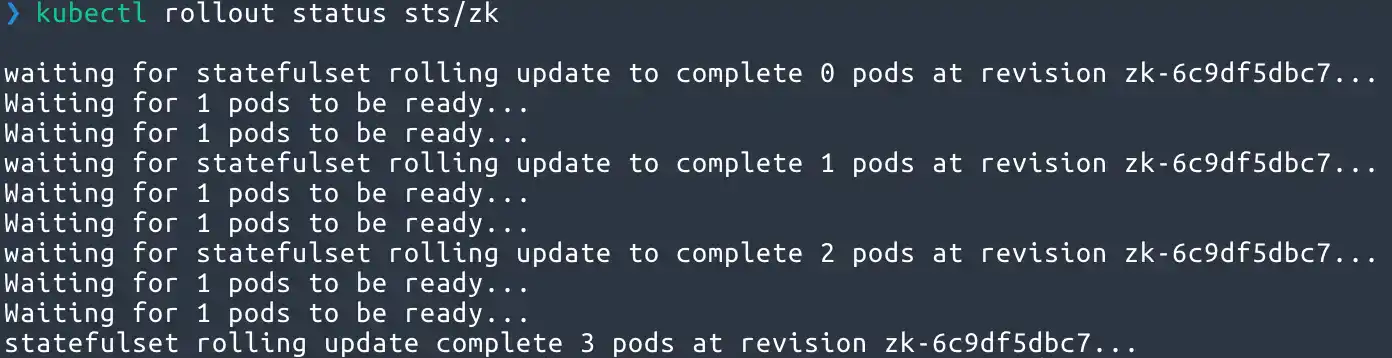 ❯ kubectl rollout status sts/zk
waiting for statefulset rolling update to complete 0 pods at revision zk-6c9df5dbc7...
Waiting for 1 pods to be ready...
Waiting for 1 pods to be ready...
waiting for statefulset rolling update to complete 1 pods at revision zk-6c9df5dbc7...
Waiting for 1 pods to be ready...
Waiting for 1 pods to be ready...
waiting for statefulset rolling update to complete 2 pods at revision zk-6c9df5dbc7...
Waiting for 1 pods to be ready...
Waiting for 1 pods to be ready...
statefulset rolling update complete 3 pods at revision zk-6c9df5dbc7...